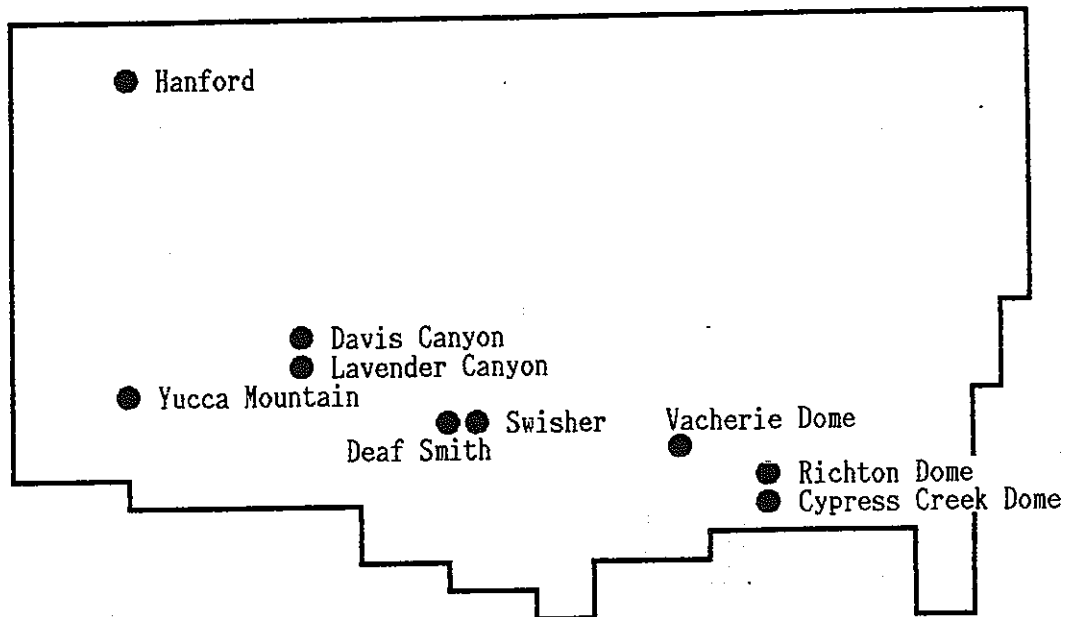 Hanford
Davis Canyon
Lavender Canyon
Yucca Mountain
Swisher
Deaf Smith
Vacherie Dome
Richton Dome
Cypress Creek Dome